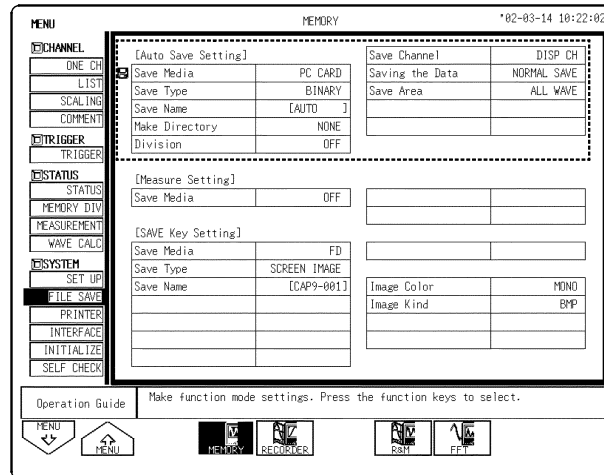 MENU
MEMORY
'02-03-14 10:22:02
CHANNEL
ONE CH
LIST
SCALING
COMMENT
TRIGGER
TRIGGER
STATUS
STATUS
MEMORY DIV
MEASUREMENT
WAVE CALC
SYSTEM
SET UP
FILE SAVE
PRINTER
INTERFACE
INITIALIZE
SELF CHECK
[Auto Save Setting]
Save Media PC CARD
Save Type BINARY
Save Name [AUTO ]
Make Directory NONE
Division OFF
Save Channel DISP CH
Saving the Data NORMAL SAVE
Save Area ALL WAVE
[Measure Setting]
Save Media OFF
[SAVE Key Setting]
Save Media FD
Save Type SCREEN IMAGE
Save Name [CAP9-001]
Image Color MONO
Image Kind BMP
Operation Guide
Make function mode settings. Press the function keys to select.
MENU
MENU
MEMORY
RECORDER
R&M
FFT